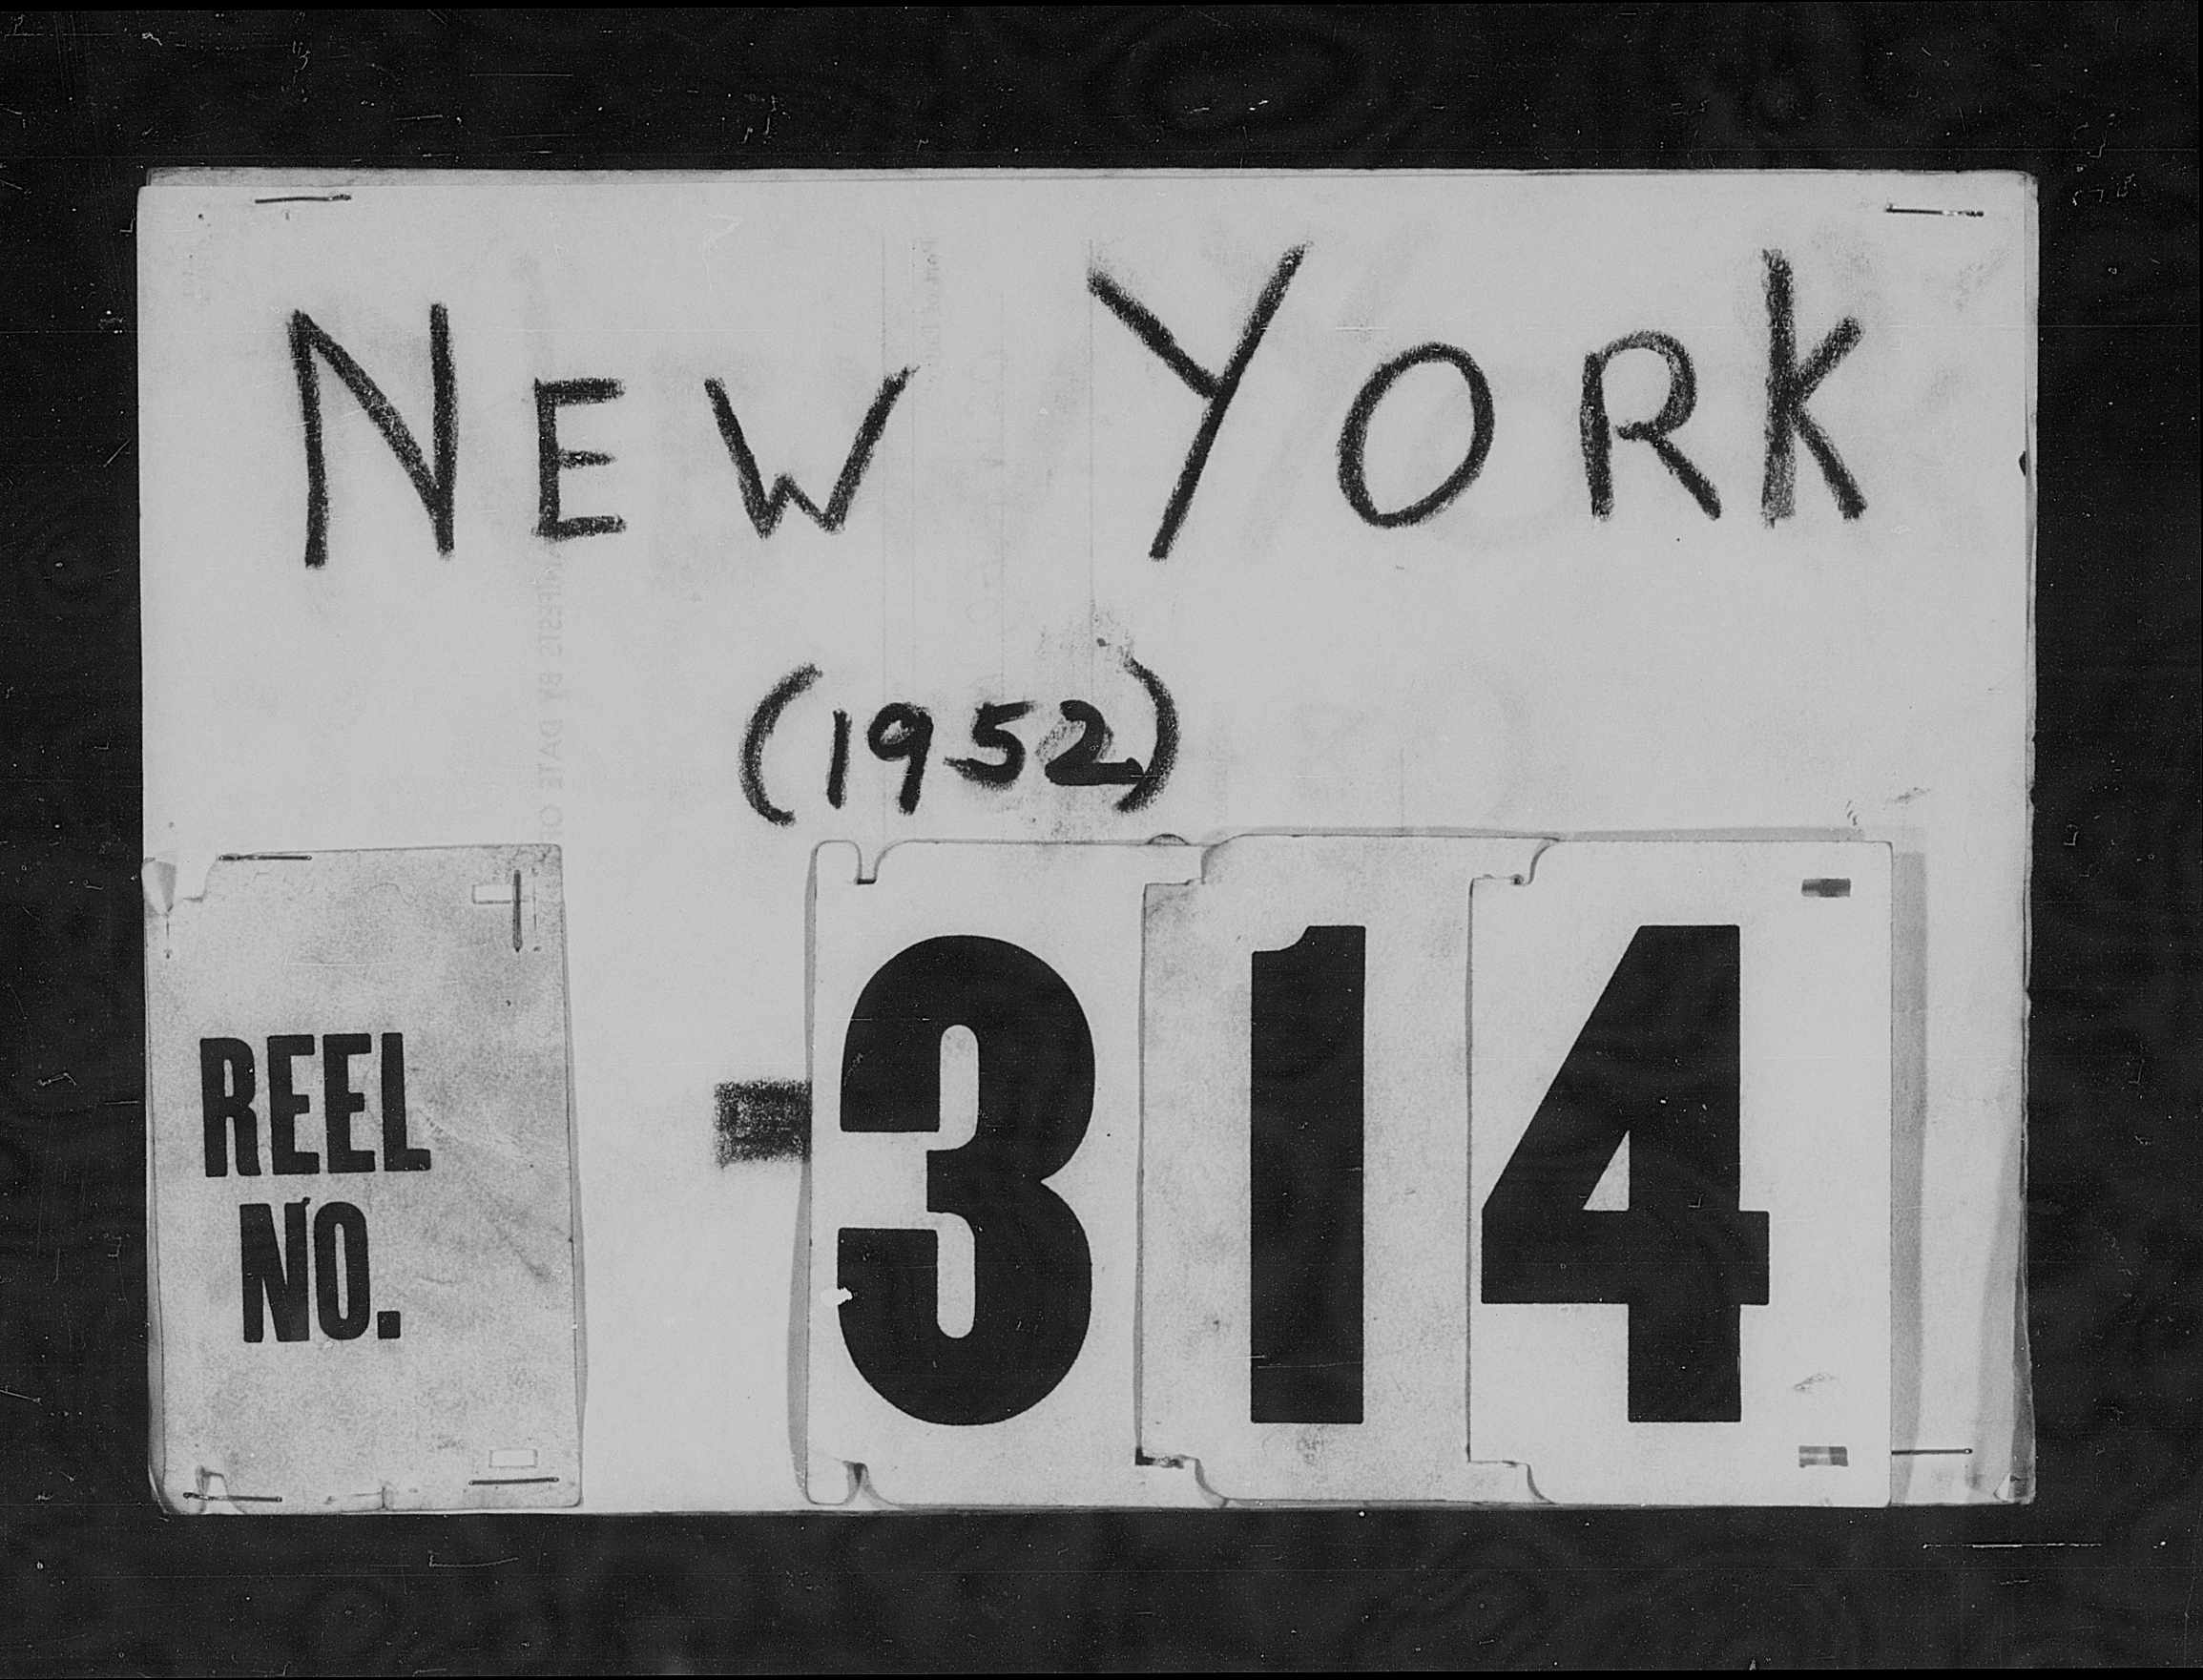 NEW YORK
(1952)
REEL
NO.
- 314